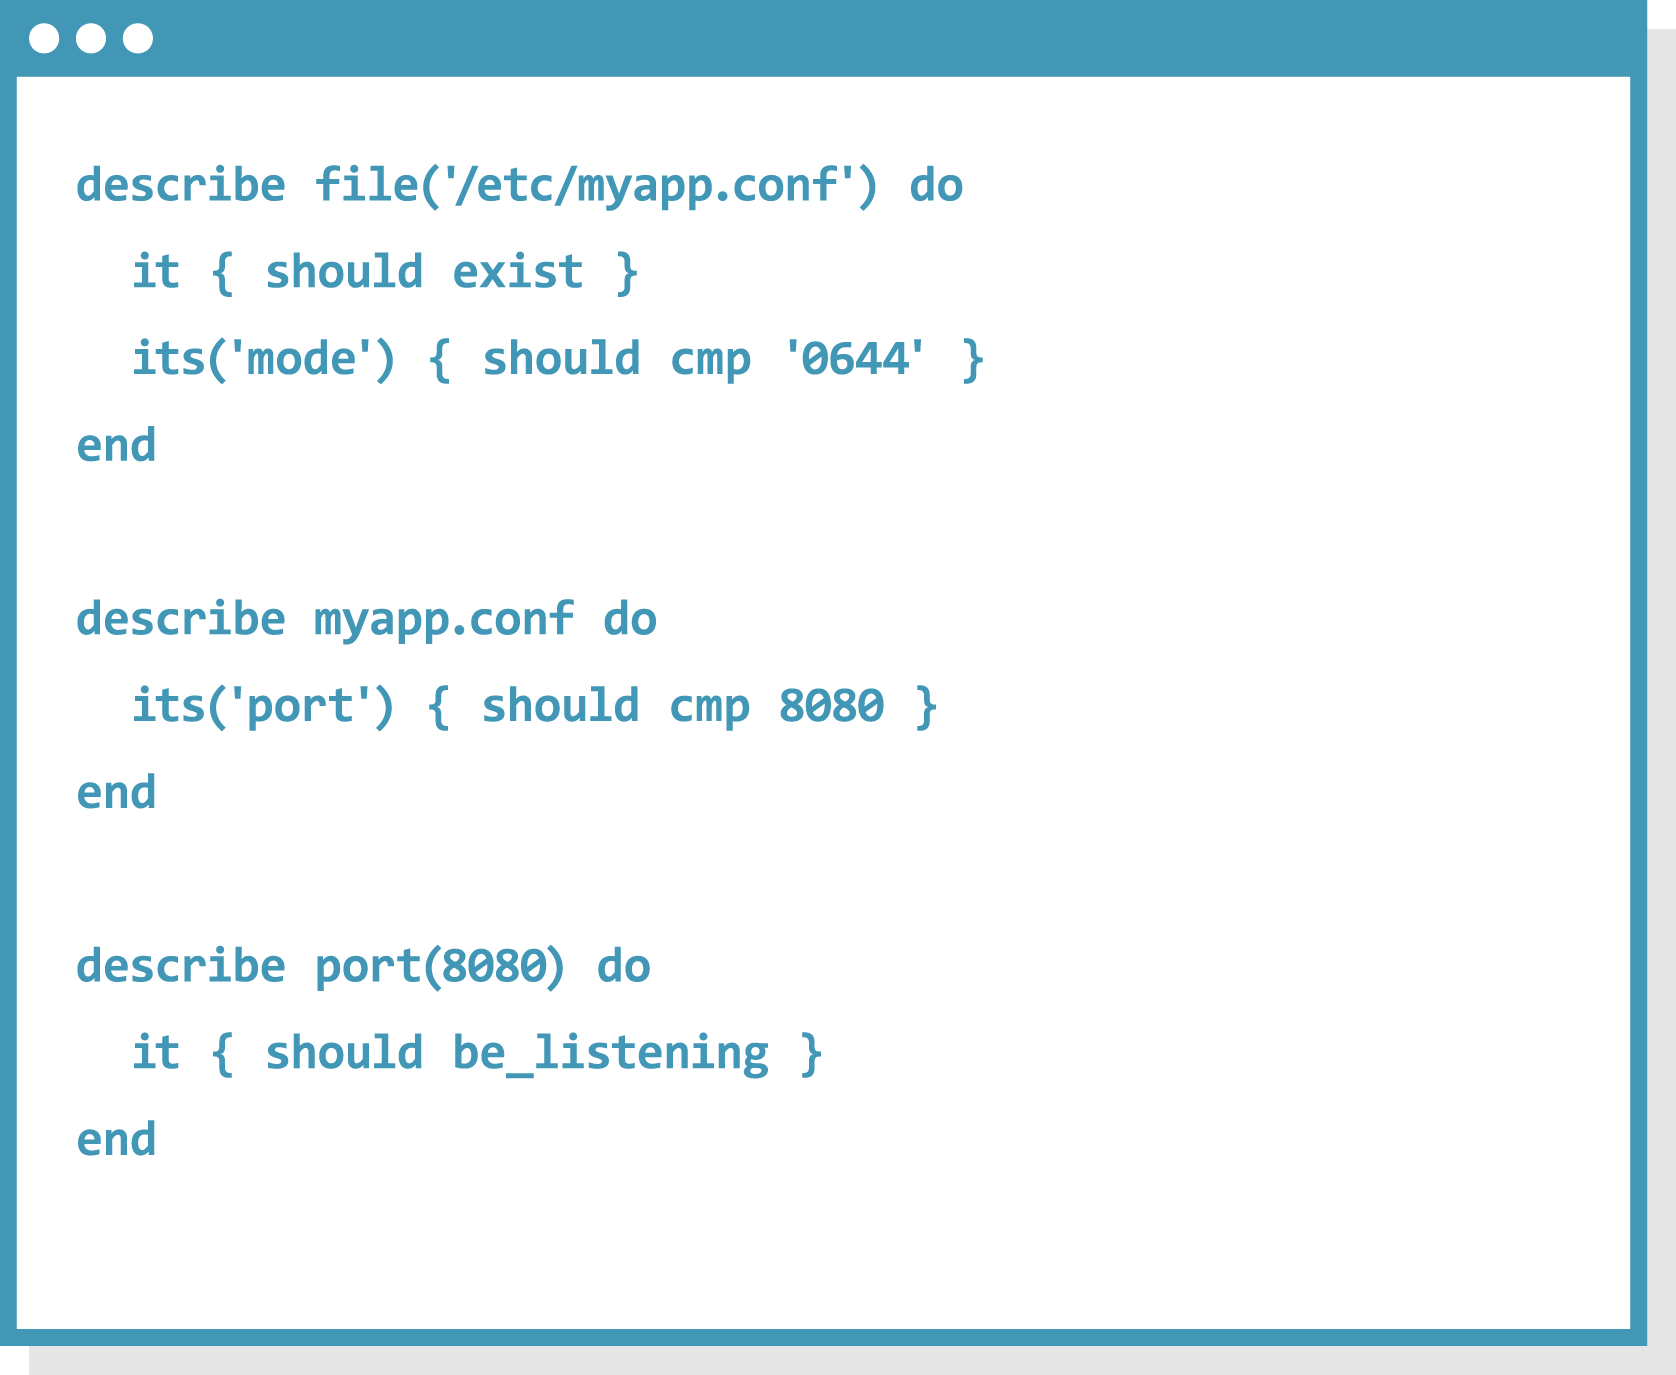 describe file('/etc/myapp.conf') do
  it { should exist }
  its('mode') { should cmp '0644' }
end

describe myapp.conf do
  its('port') { should cmp 8080 }
end

describe port(8080) do
  it { should be_listening }
end